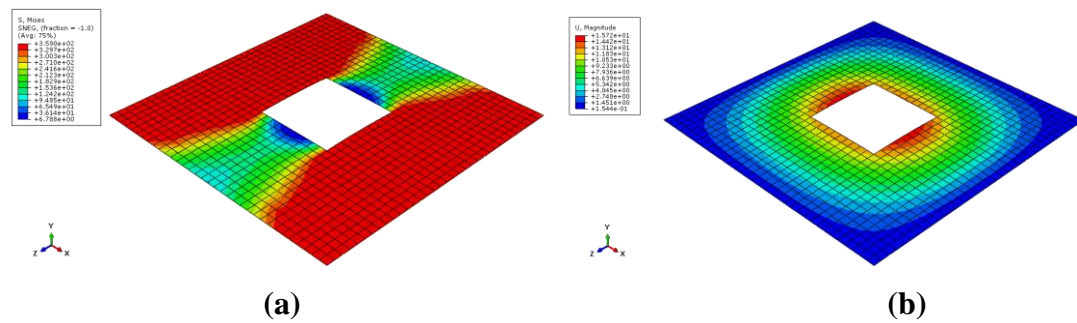 S, Mises
SNEG, (fraction = -1.0)
(Avg: 75%)
+3.590e+02
+3.297e+02
+3.003e+02
+2.710e+02
+2.416e+02
+2.123e+02
+1.829e+02
+1.536e+02
+1.242e+02
+9.485e+01
+6.549e+01
+3.614e+01
+6.788e+00
Y
Z X
(a)
U, Magnitude
+1.572e+01
+1.442e+01
+1.312e+01
+1.183e+01
+1.053e+01
+9.233e+00
+7.936e+00
+6.639e+00
+5.342e+00
+4.045e+00
+2.748e+00
+1.451e+00
+1.544e-01
Y
Z X
(b)